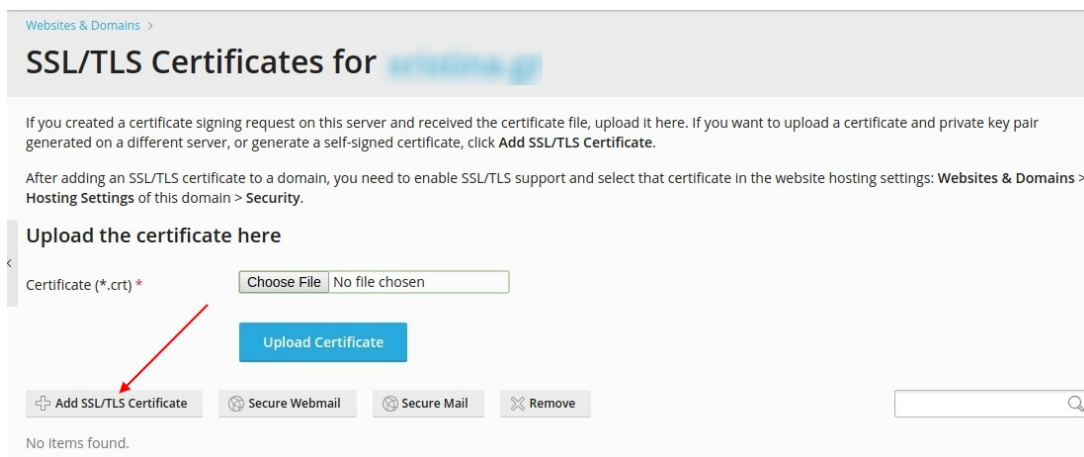 Websites & Domains >
SSL/TLS Certificates for
If you created a certificate signing request on this server and received the certificate file, upload it here. If you want to upload a certificate and private key pair
generated on a different server, or generate a self-signed certificate, click Add SSL/TLS Certificate.
After adding an SSL/TLS certificate to a domain, you need to enable SSL/TLS support and select that certificate in the website hosting settings: Websites & Domains >
Hosting Settings of this domain > Security.
Upload the certificate here
Certificate (*.crt) *
Choose File No file chosen
Upload Certificate
Add SSL/TLS Certificate Secure Webmail Secure Mail Remove
No items found.